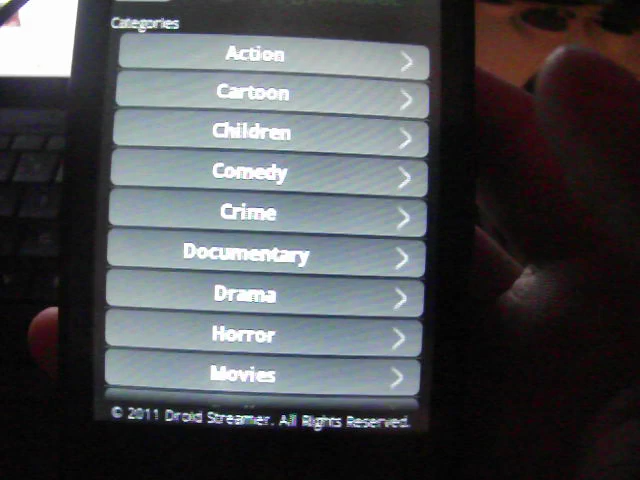 Categories
Action
Cartoon
Children
Comedy
Crime
Documentary
Drama
Horror
Movies
© 2011 Droid Streamer. All Rights Reserved.